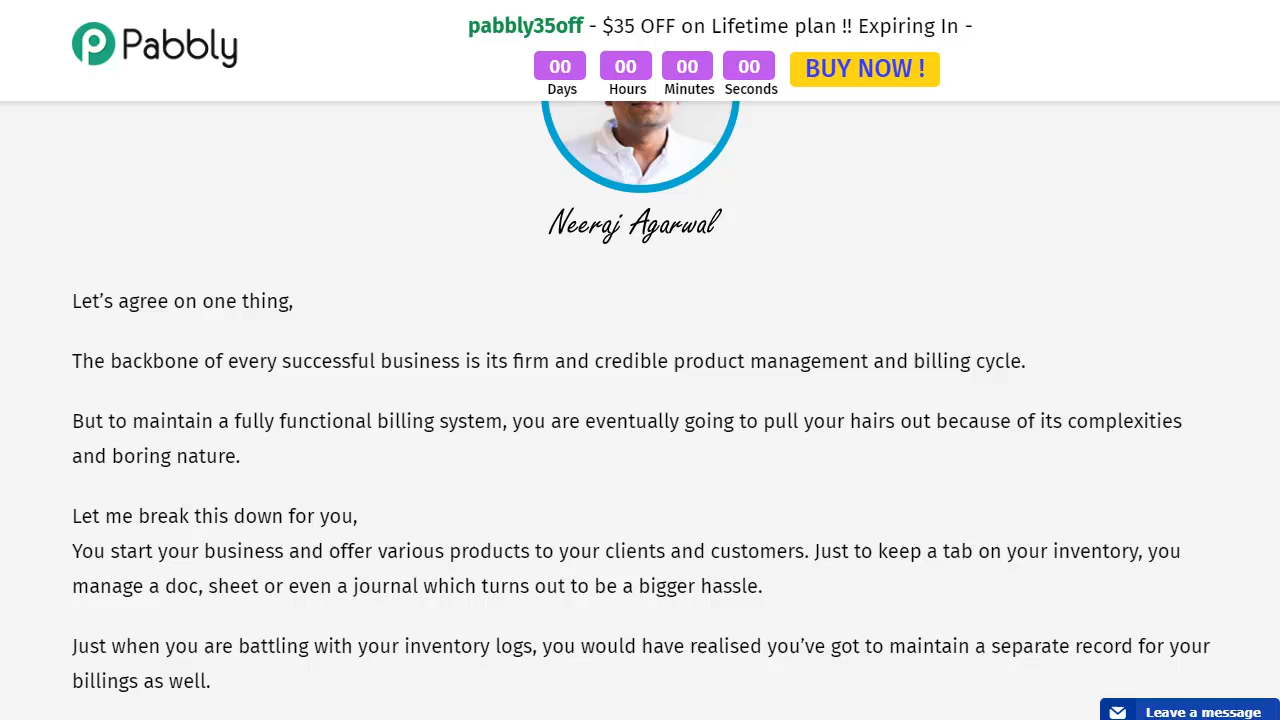 Pabbly
pabbly35off - $35 OFF on Lifetime plan !! Expiring In -
00 00 00 00
Days Hours Minutes Seconds
BUY NOW !
Neeraj Agarwal
Let’s agree on one thing,
The backbone of every successful business is its firm and credible product management and billing cycle.
But to maintain a fully functional billing system, you are eventually going to pull your hairs out because of its complexities
and boring nature.
Let me break this down for you,
You start your business and offer various products to your clients and customers. Just to keep a tab on your inventory, you
manage a doc, sheet or even a journal which turns out to be a bigger hassle.
Just when you are battling with your inventory logs, you would have realised you’ve got to maintain a separate record for your
billings as well.
Leave a message